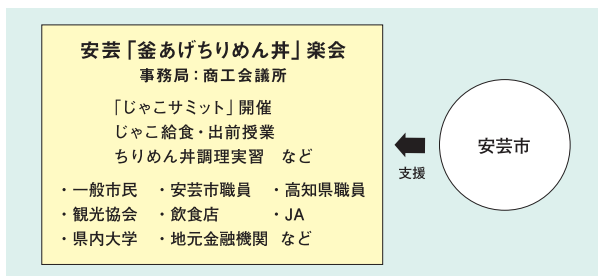 安芸「釜あげちりめん丼」楽会
事務局：商工会議所
「じゃこサミット」開催
じゃこ給食・出前授業
ちりめん丼調理実習　など
・一般市民　・安芸市職員　・高知県職員
・観光協会　・飲食店　・JA
・県内大学　・地元金融機関　など
支援
安芸市